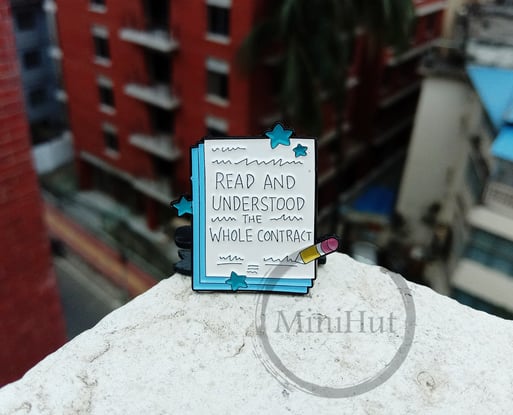 READ AND
UNDERSTOOD
THE
WHOLE CONTRACT
MiniHut